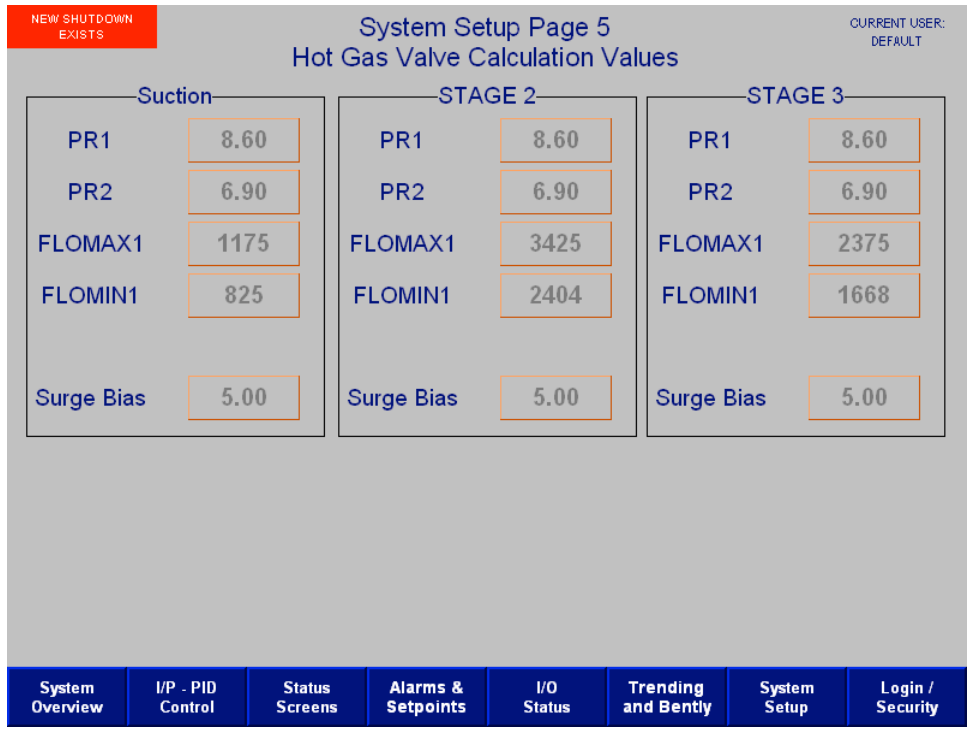 NEW SHUTDOWN
EXISTS
System Setup Page 5
Hot Gas Valve Calculation Values
CURRENT USER:
DEFAULT
Suction
PR1 8.60
PR2 6.90
FLOMAX1 1175
FLOMIN1 825
Surge Bias 5.00
STAGE 2
PR1 8.60
PR2 6.90
FLOMAX1 3425
FLOMIN1 2404
Surge Bias 5.00
STAGE 3
PR1 8.60
PR2 6.90
FLOMAX1 2375
FLOMIN1 1668
Surge Bias 5.00
System
Overview
I/P - PID
Control
Status
Screens
Alarms &
Setpoints
I/O
Status
Trending
and Bently
System
Setup
Login /
Security